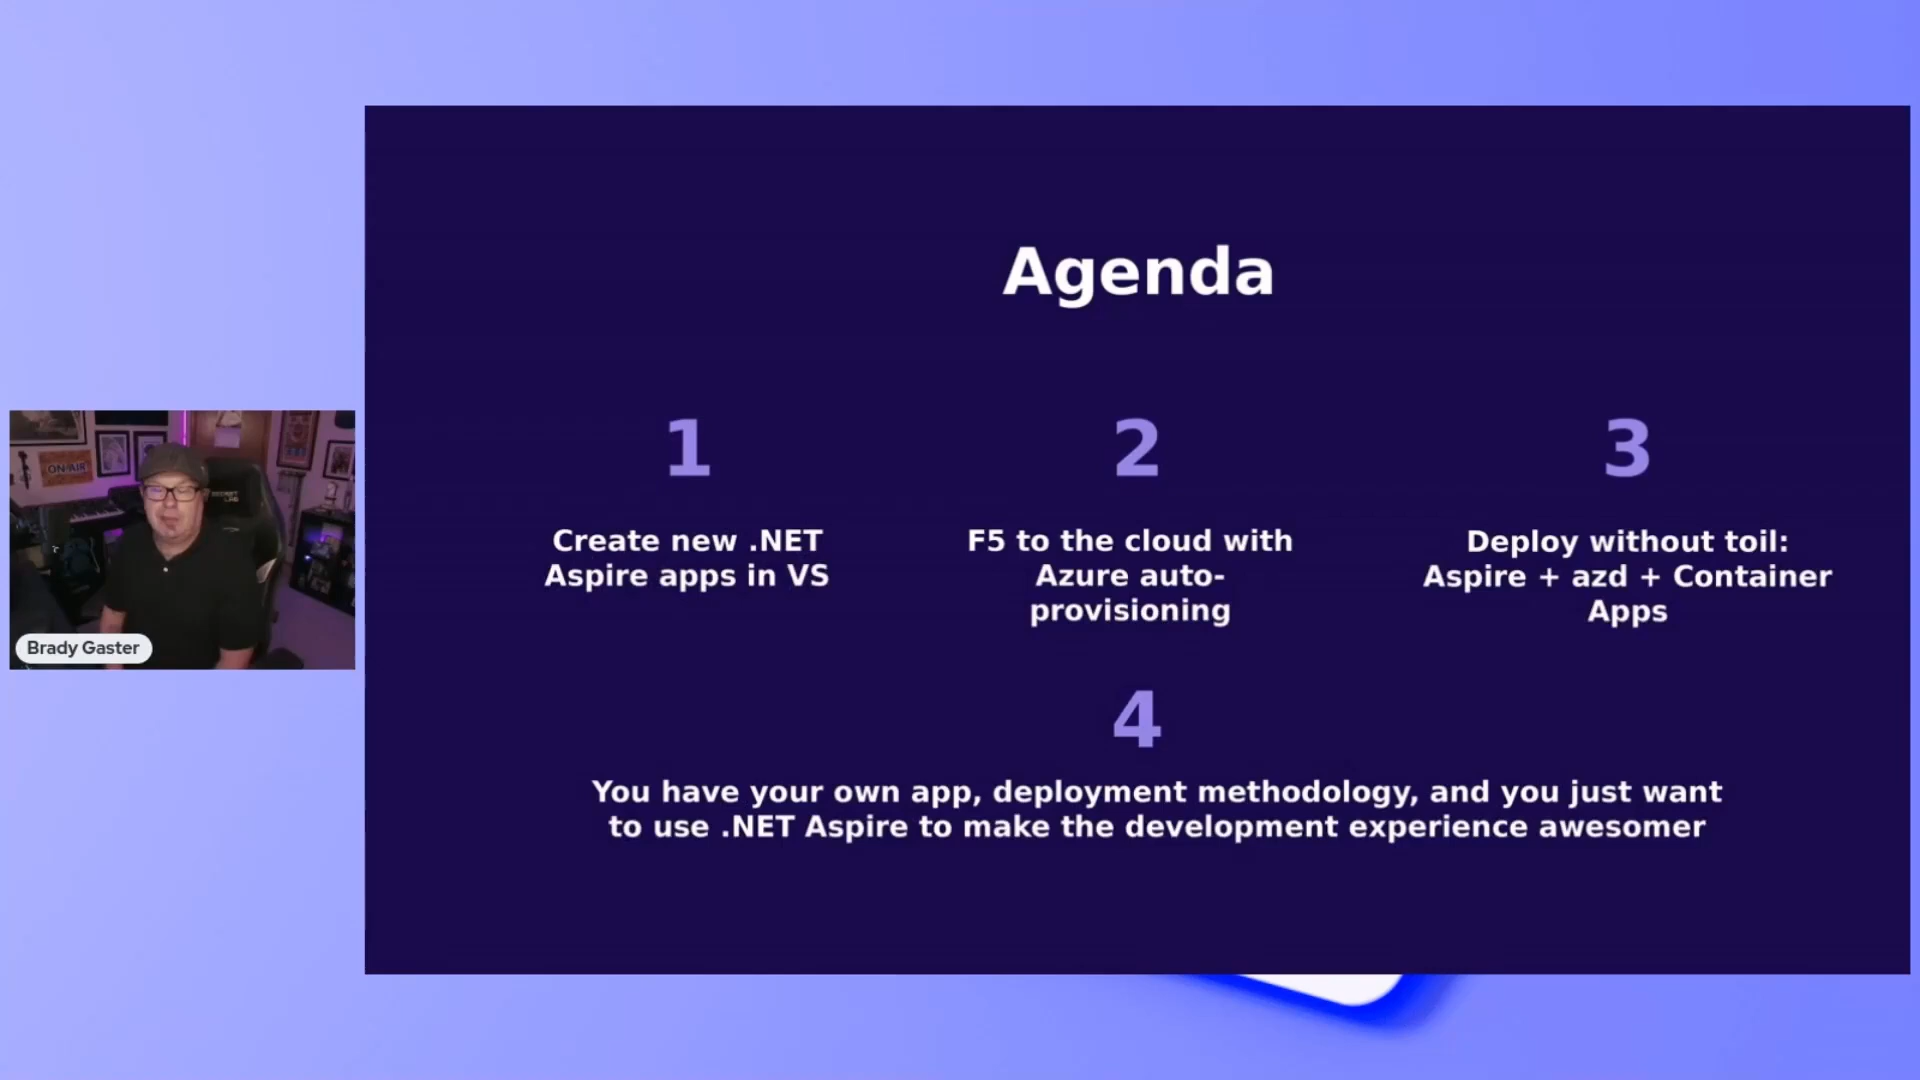 Agenda
1
Create new .NET
Aspire apps in VS
2
F5 to the cloud with
Azure auto-
provisioning
3
Deploy without toil:
Aspire + azd + Container
Apps
4
You have your own app, deployment methodology, and you just want
to use .NET Aspire to make the development experience awesomer
ON AIR
Brady Gaster